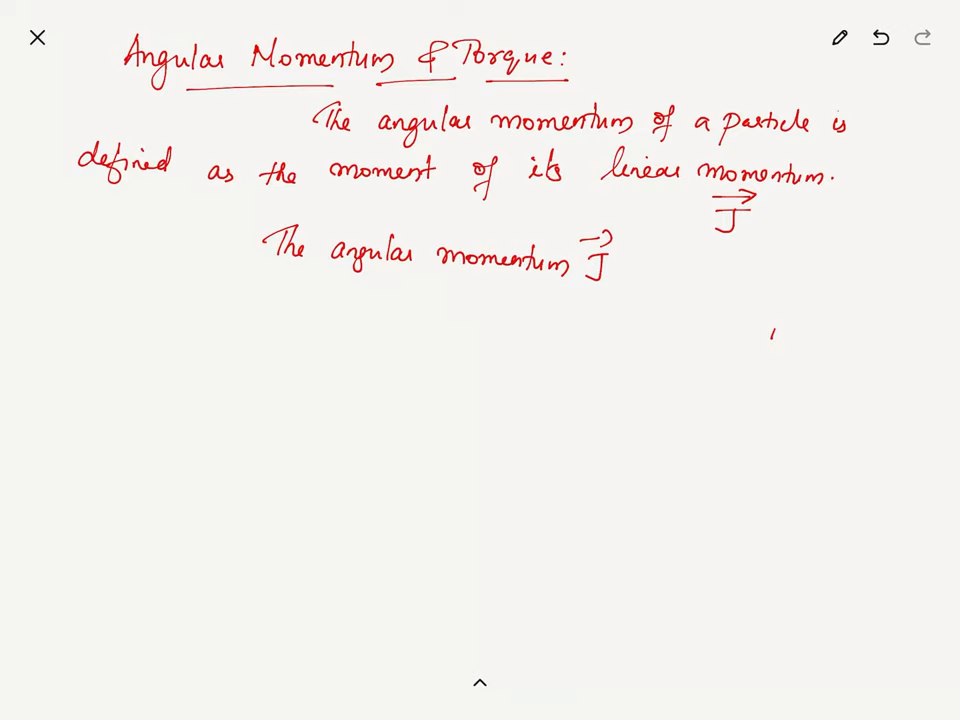 Angular Momentum & Torque:
The angular momentum of a particle is
defined as the moment of its linear momentum.
J
The angular momentum J